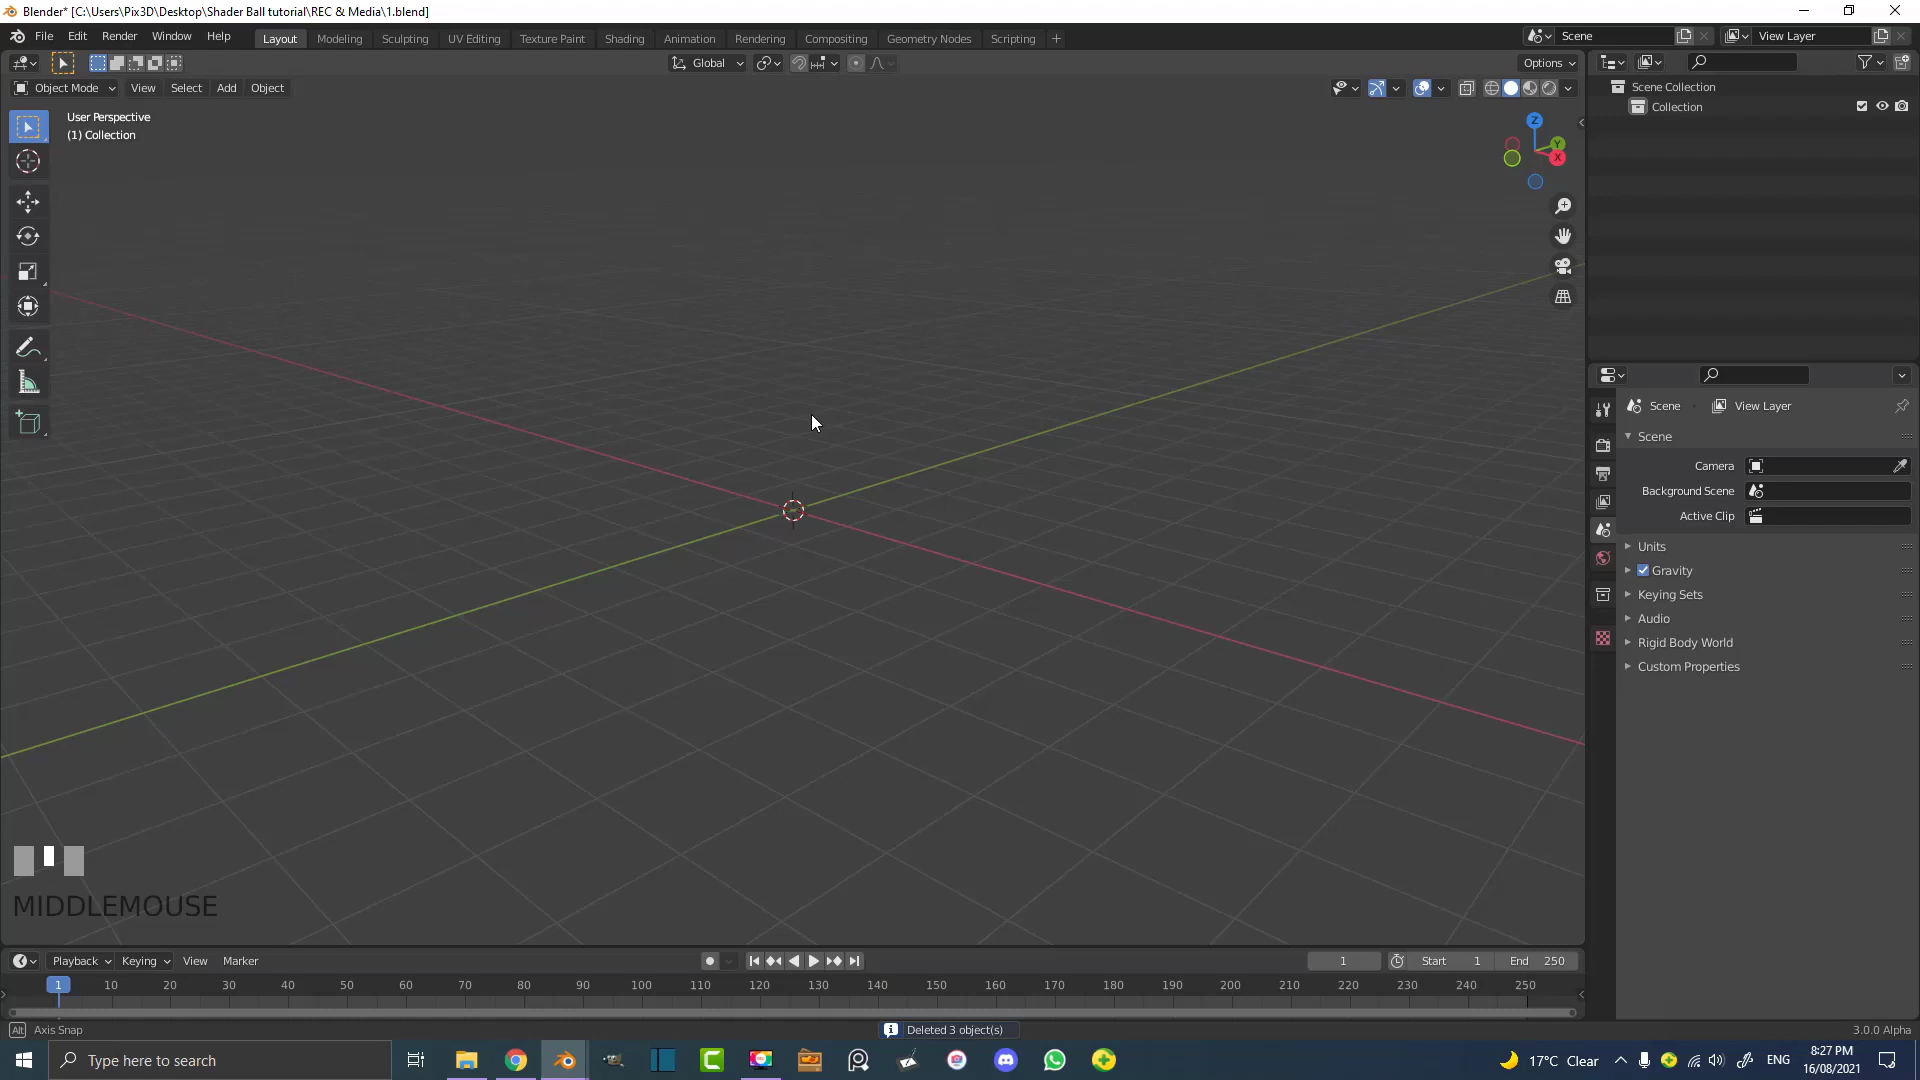 Blender* [C:\Users\Pix3D\Desktop\Shader Ball tutorial\REC & Media\1.blend]
File Edit Render Window Help Layout Modeling Sculpting UV Editing Texture Paint Shading Animation Rendering Compositing Geometry Nodes Scripting + Scene View Layer
Global Options
Object Mode View Select Add Object
User Perspective
(1) Collection
Z
Y
X
Scene Collection
Collection
Scene View Layer
Scene
Camera
Background Scene
Active Clip
Units
Gravity
Keying Sets
Audio
Rigid Body World
Custom Properties
MIDDLEMOUSE
Playback Keying View Marker 1 Start 1 End 250
1 10 20 30 40 50 60 70 80 90 100 110 120 130 140 150 160 170 180 190 200 210 220 230 240 250
Alt Axis Snap Deleted 3 object(s) 3.0.0 Alpha
Type here to search 17°C Clear ENG 8:27 PM
16/08/2021